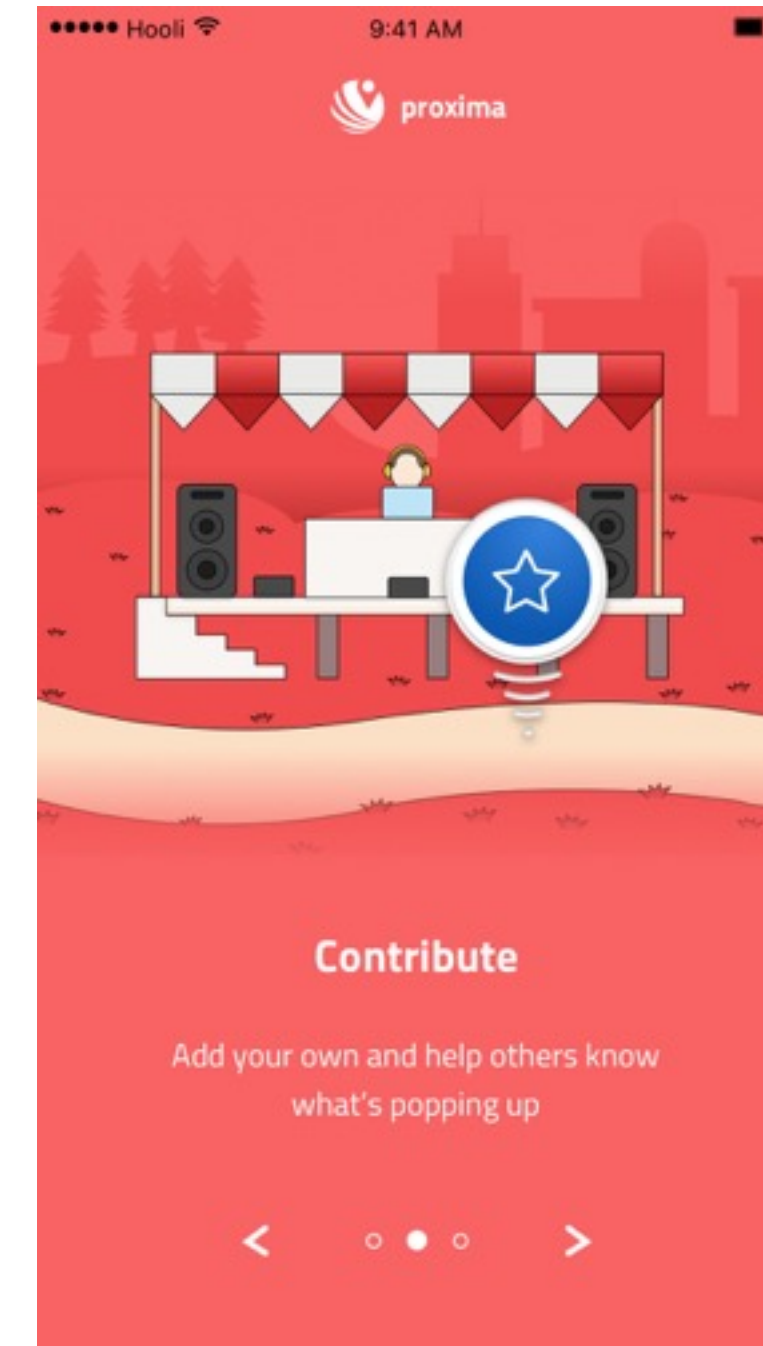 Hooli 9:41 AM
proxima
Contribute
Add your own and help others know
what's popping up